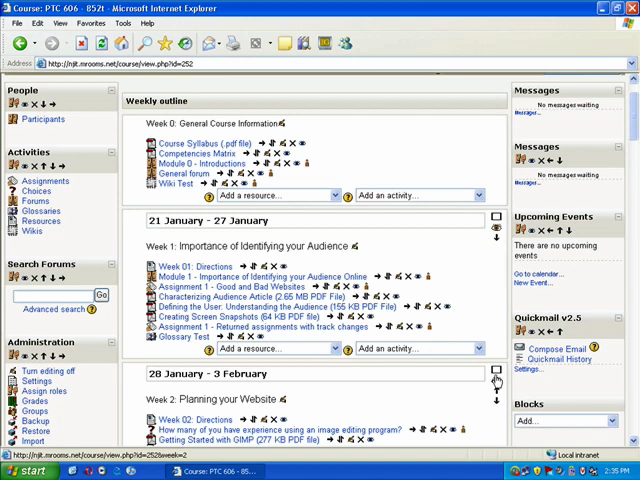 Course: PTC 606 - 852t - Microsoft Internet Explorer
File Edit View Favorites Tools Help
Back
Address http://njit.mrooms.net/course/view.php?id=252
People
Participants
Activities
Assignments
Choices
Forums
Glossaries
Resources
Wikis
Search Forums
Go
Advanced search
Administration
Turn editing off
Settings
Assign roles
Grades
Groups
Backup
Restore
Import
Weekly outline
Week 0: General Course Information
Course Syllabus (.pdf file)
Competencies Matrix
Module 0 - Introductions
General forum
Wiki Test
Add a resource... Add an activity...
21 January - 27 January
Week 1: Importance of Identifying your Audience
Week 01: Directions
Module 1 - Importance of Identifying your Audience Online
Assignment 1 - Good and Bad Websites
Characterizing Audience Article (2.65 MB PDF File)
Defining the User: Understanding the Audience (155 KB PDF File)
Creating Screen Snapshots (64 KB PDF file)
Assignment 1 - Returned assignments with track changes
Glossary Test
Add a resource... Add an activity...
28 January - 3 February
Week 2: Planning your Website
Week 02: Directions
How many of you have experience using an image editing program?
Getting Started with GIMP (277 KB PDF file)
Messages
No messages waiting
Messages...
Messages
No messages waiting
Messages...
Upcoming Events
There are no upcoming events
Go to calendar...
New Event...
Quickmail v2.5
Compose Email
Quickmail History
Settings...
Blocks
Add...
http://njit.mrooms.net/course/view.php?id=252&week=2
Local intranet
start
Course: PTC 606 - 85...
2:35 PM